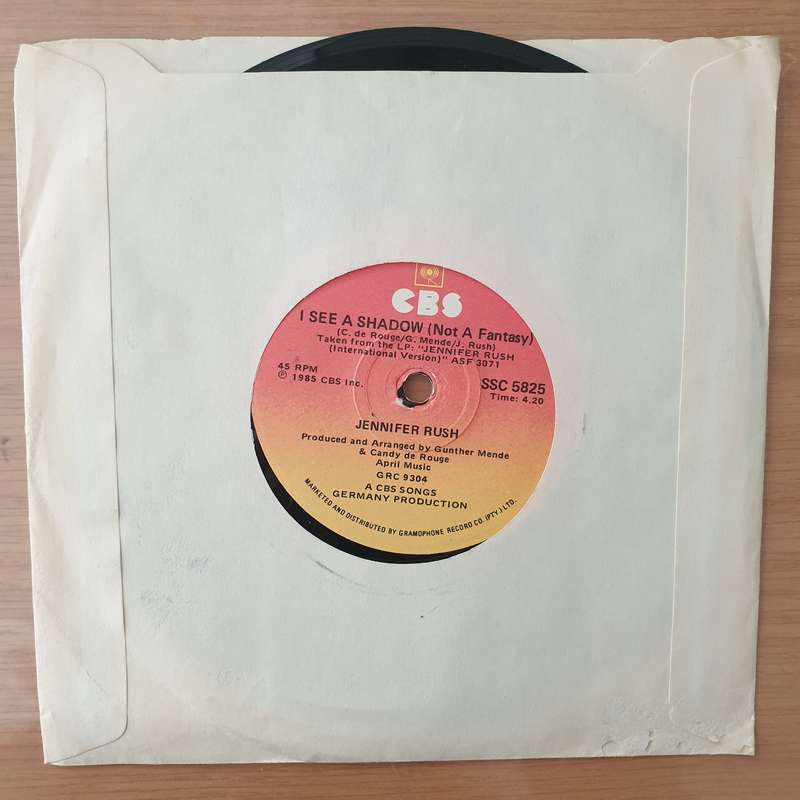 CBS
I SEE A SHADOW (Not A Fantasy)
(C. de Rouge/G. Mende/J. Rush)
Taken from the LP: "JENNIFER RUSH
(International Version)" ASF 3071
45 RPM
℗ 1985 CBS Inc.
SSC 5825
Time: 4.20
JENNIFER RUSH
Produced and Arranged by Gunther Mende
& Candy de Rouge
April Music
GRC 9304
A CBS SONGS
GERMANY PRODUCTION
MARKETED AND DISTRIBUTED BY GRAMOPHONE RECORD CO. (PTY.) LTD.